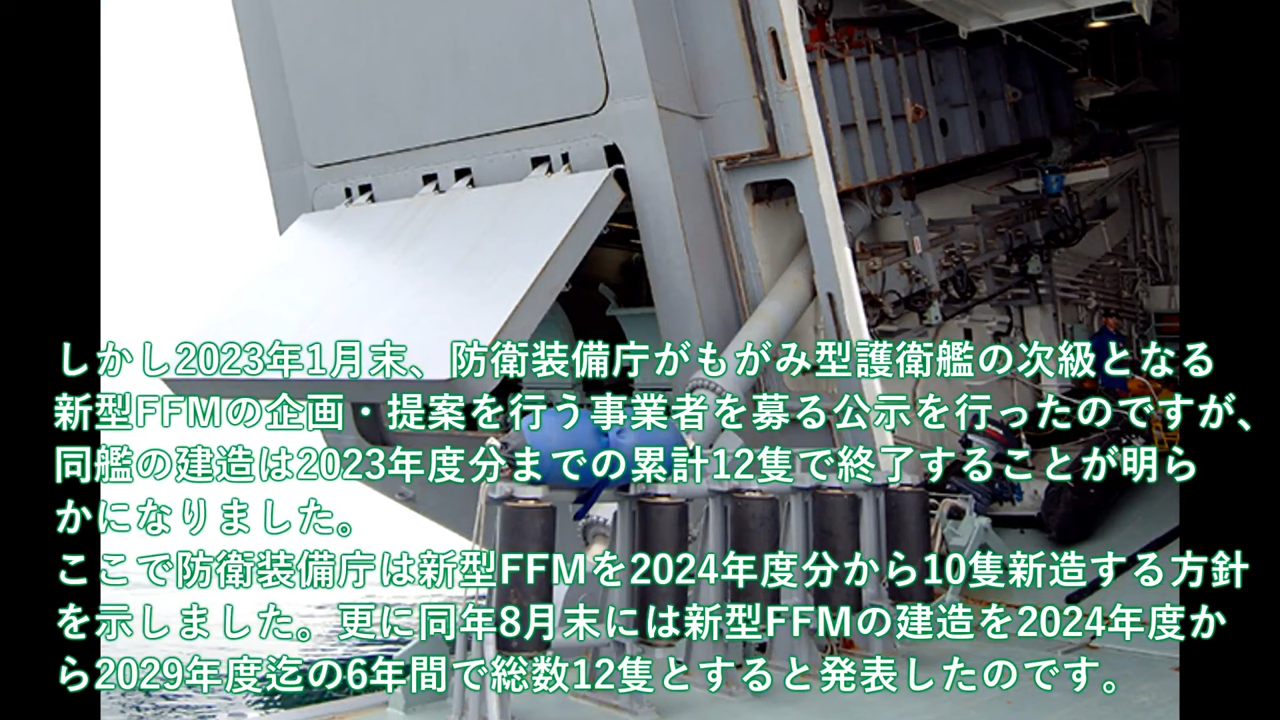 しかし2023年1月末、防衛装備庁がもがみ型護衛艦の次級となる
新型FFMの企画・提案を行う事業者を募る公示を行ったのですが、
同艦の建造は2023年度分までの累計12隻で終了することが明ら
かになりました。
ここで防衛装備庁は新型FFMを2024年度分から10隻新造する方針
を示しました。更に同年8月末には新型FFMの建造を2024年度か
ら2029年度迄の6年間で総数12隻とすると発表したのです。